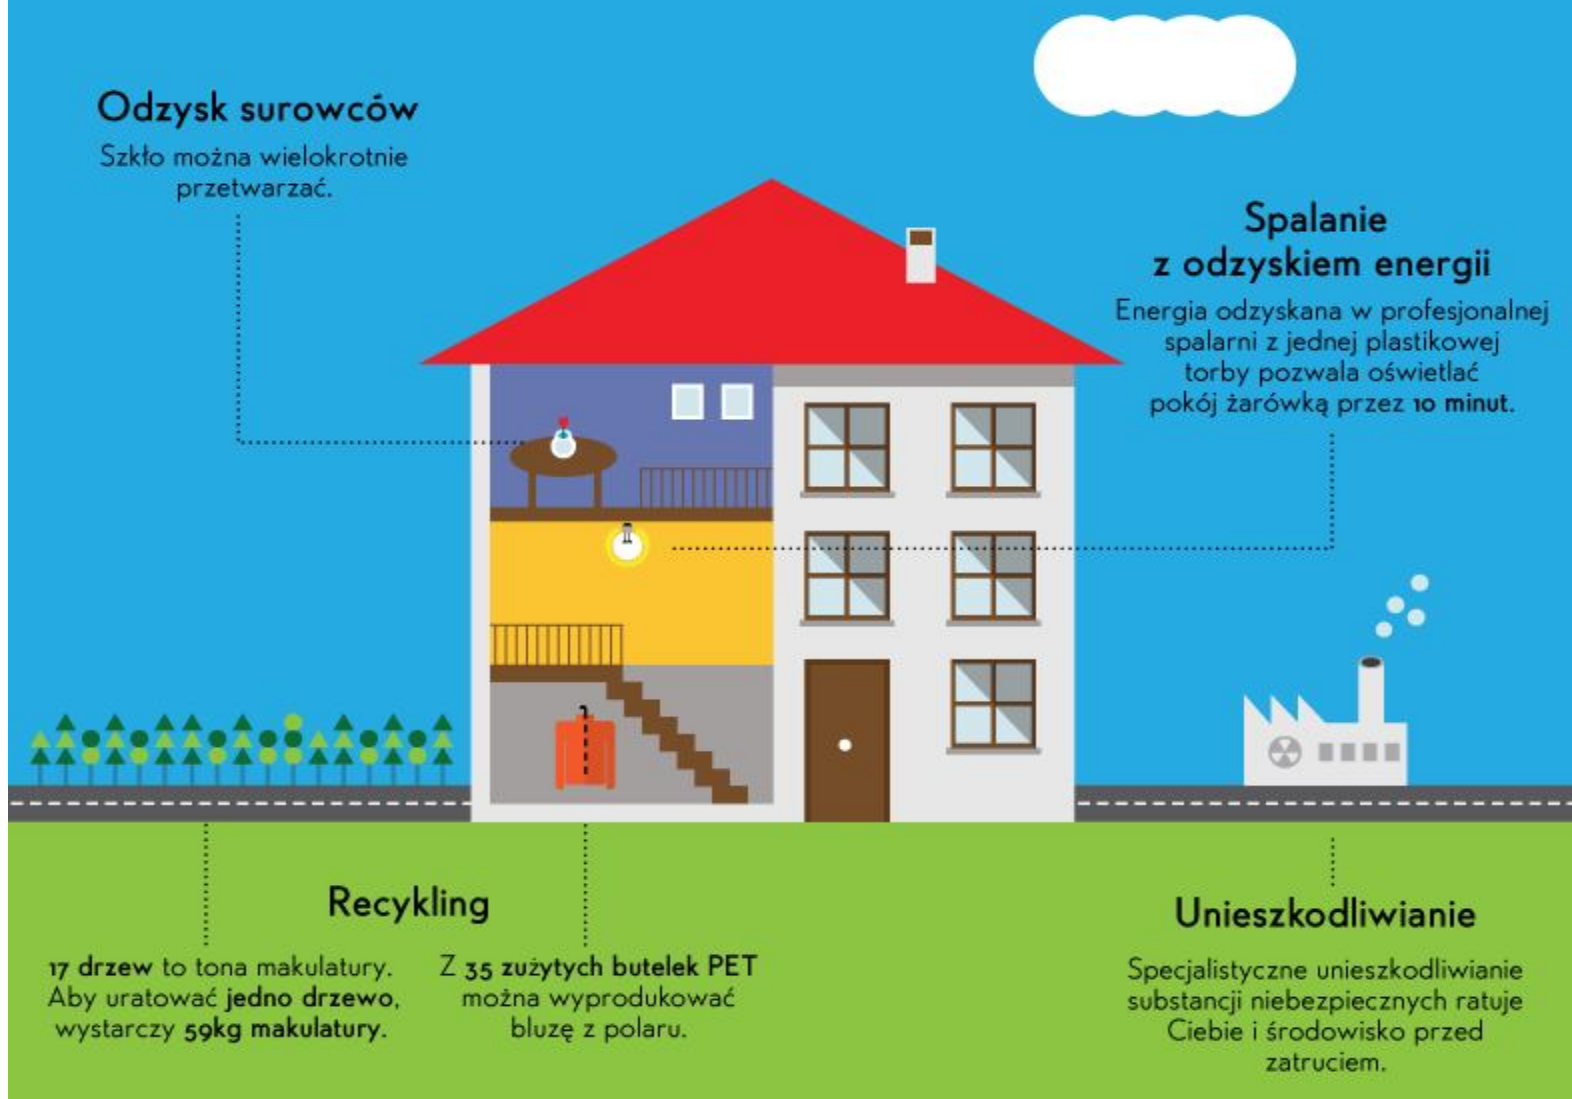 Odzysk surowców
Szkło można wielokrotnie
przetwarzać.
Spalanie
z odzyskiem energii
Energia odzyskana w profesjonalnej
spalarni z jednej plastikowej
torby pozwala oświetlać
pokój żarówką przez 10 minut.
Recykling
17 drzew to tona makulatury.
Aby uratować jedno drzewo,
wystarczy 59kg makulatury.
Z 35 zużytych butelek PET
można wyprodukować
bluzę z polaru.
Unieszkodliwianie
Specjalistyczne unieszkodliwianie
substancji niebezpiecznych ratuje
Ciebie i środowisko przed
zatruciem.